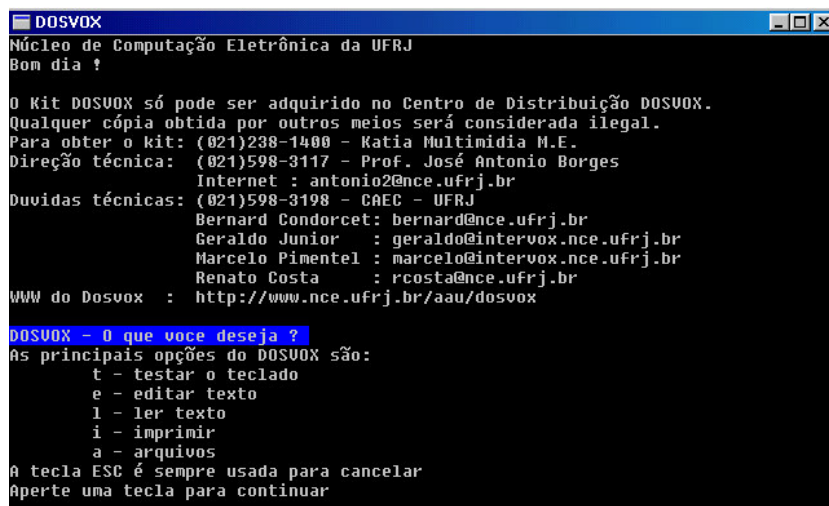 DOSVOX
Núcleo de Computação Eletrônica da UFRJ
Bom dia !
O Kit DOSVOX só pode ser adquirido no Centro de Distribuição DOSVOX.
Qualquer cópia obtida por outros meios será considerada ilegal.
Para obter o kit: (021)238-1400 - Katia Multimidia M.E.
Direção técnica:  (021)598-3117 - Prof. José Antonio Borges
Internet : antonio2@nce.ufrj.br
Duvidas técnicas: (021)598-3198 - CAEC - UFRJ
Bernard Condorcet: bernard@nce.ufrj.br
Geraldo Junior   : geraldo@intervox.nce.ufrj.br
Marcelo Pimentel : marcelo@intervox.nce.ufrj.br
Renato Costa     : rcosta@nce.ufrj.br
WWW do Dosvox  :  http://www.nce.ufrj.br/aau/dosvox
DOSVOX - O que voce deseja ?
As principais opções do DOSVOX são:
t - testar o teclado
e - editar texto
l - ler texto
i - imprimir
a - arquivos
A tecla ESC é sempre usada para cancelar
Aperte uma tecla para continuar